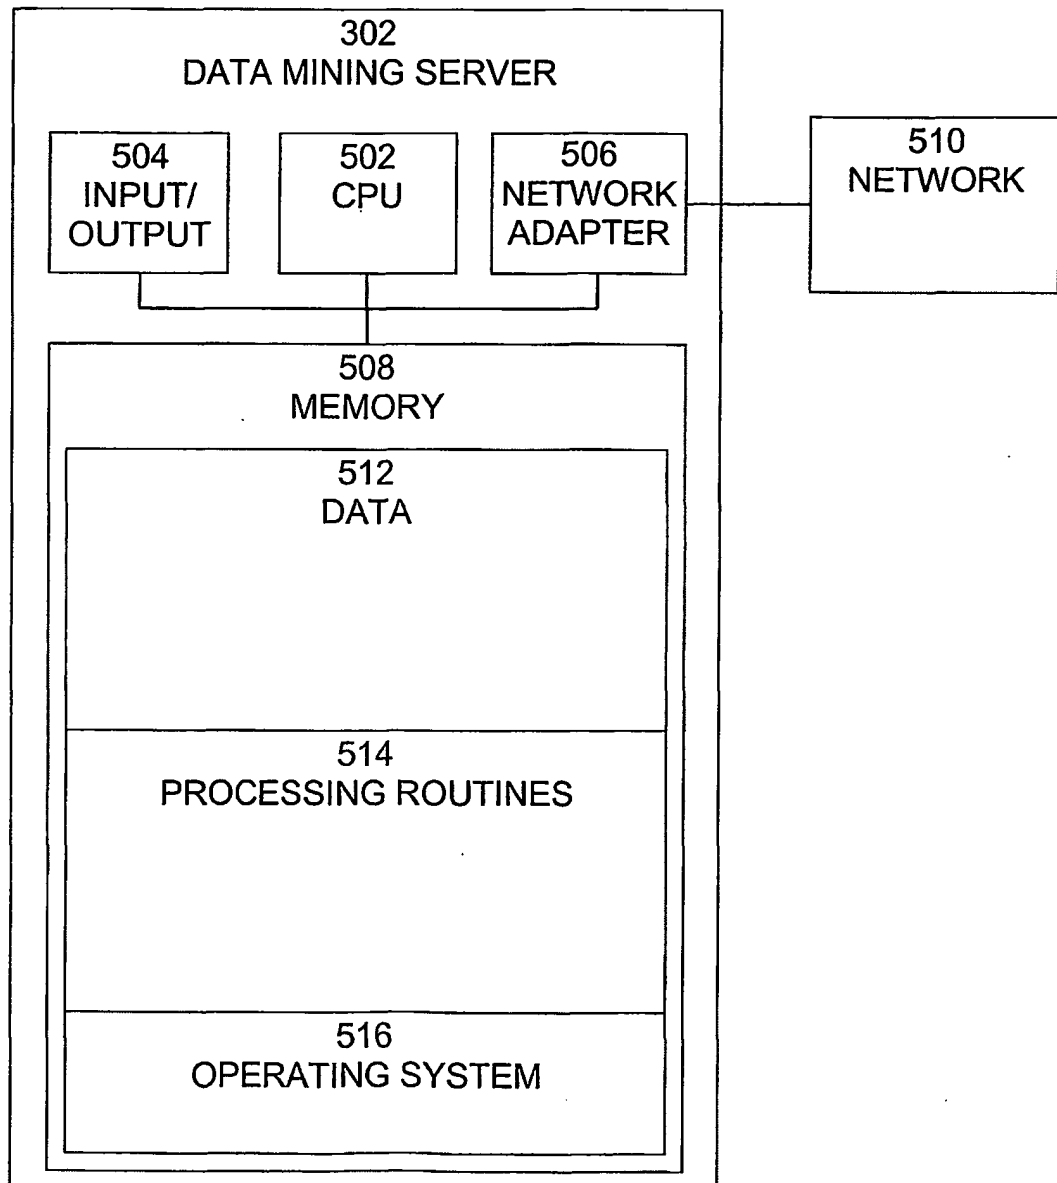 302
DATA MINING SERVER
504
INPUT/
OUTPUT
502
CPU
506
NETWORK
ADAPTER
510
NETWORK
508
MEMORY
512
DATA
514
PROCESSING ROUTINES
516
OPERATING SYSTEM